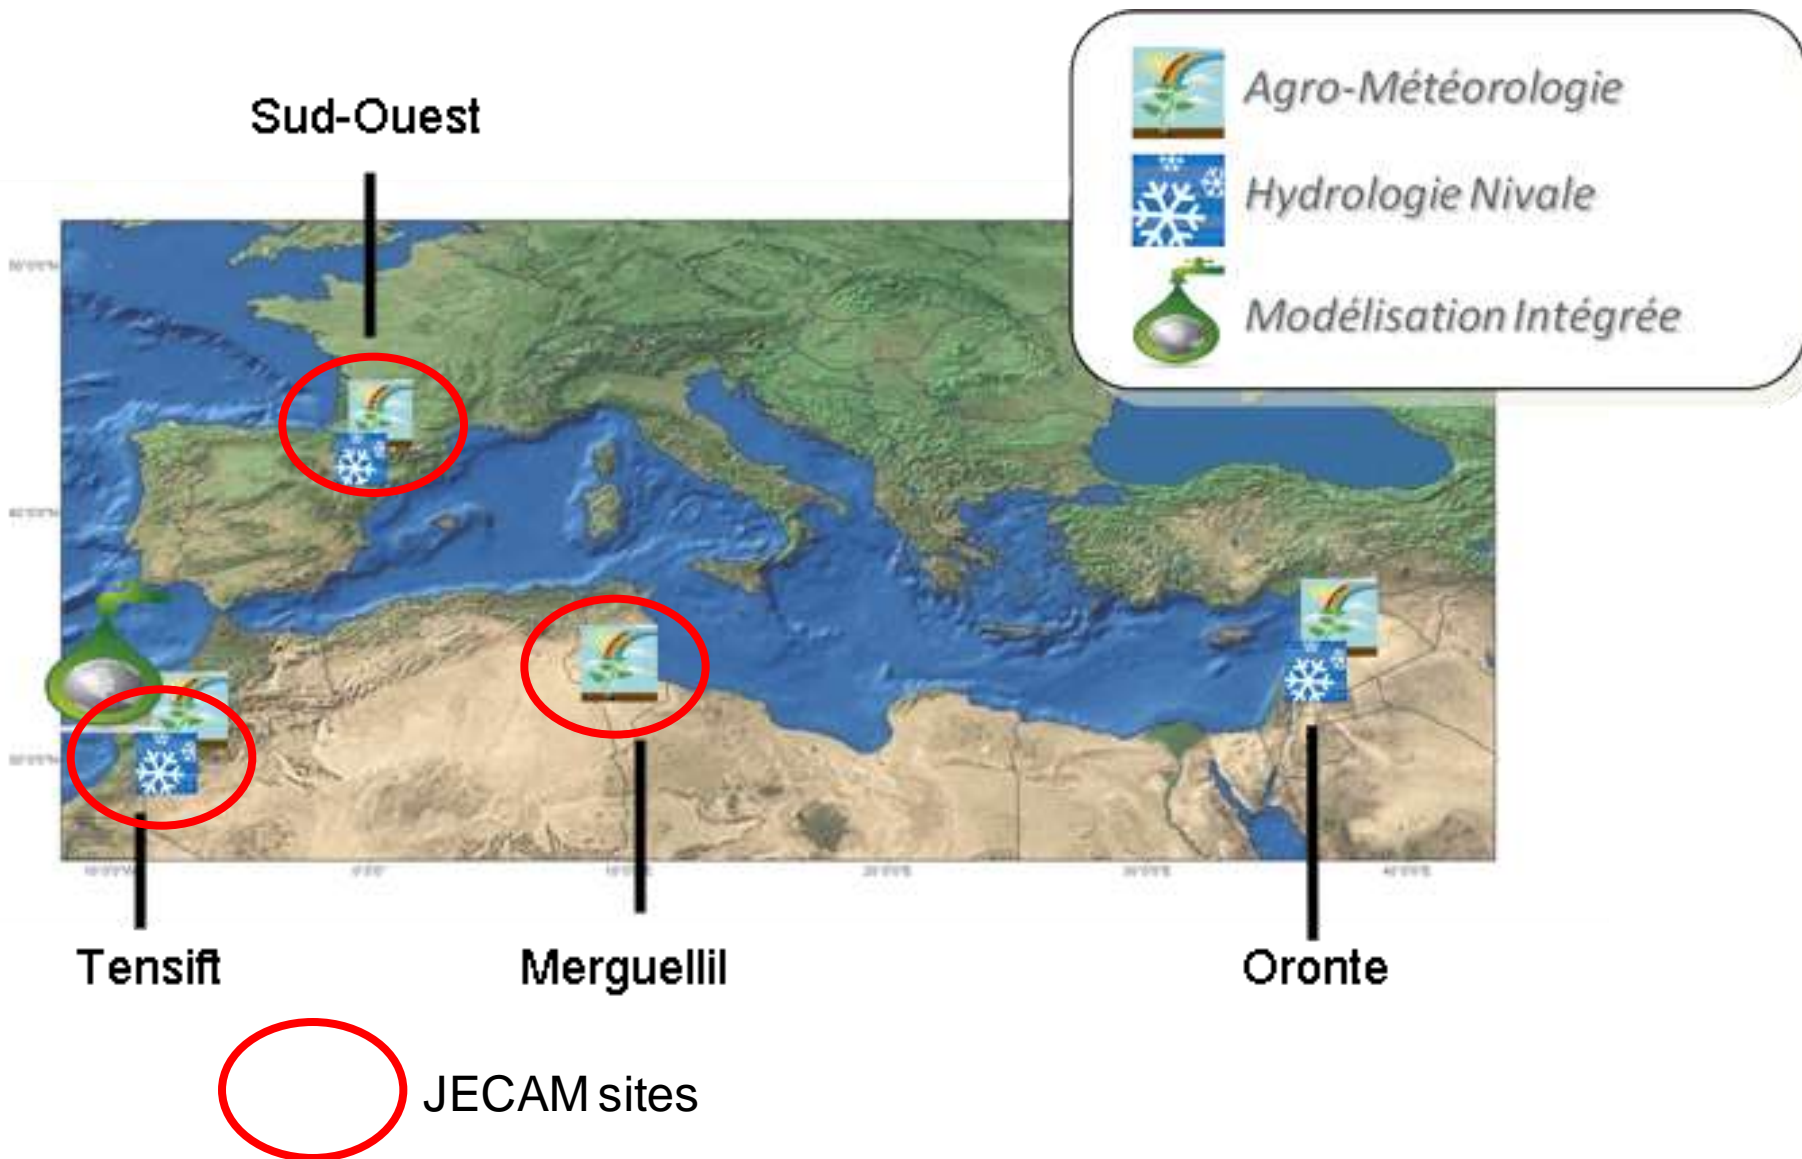 Agro-Météorologie
Hydrologie Nivale
Modélisation Intégrée
Sud-Ouest
Tensift
Merguellil
Oronte
JECAM sites